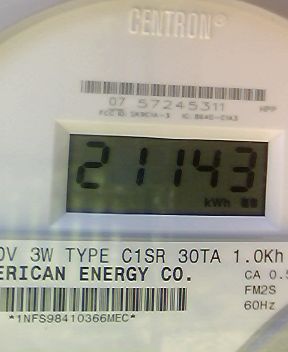 CENTRON®
07 57245311
211143
kWh
0V 3W TYPE C1SR 30TA 1.0Kh
ERICAN ENERGY CO.
CA 0.5
FM2S
60Hz
*1NFS98410366MEC*